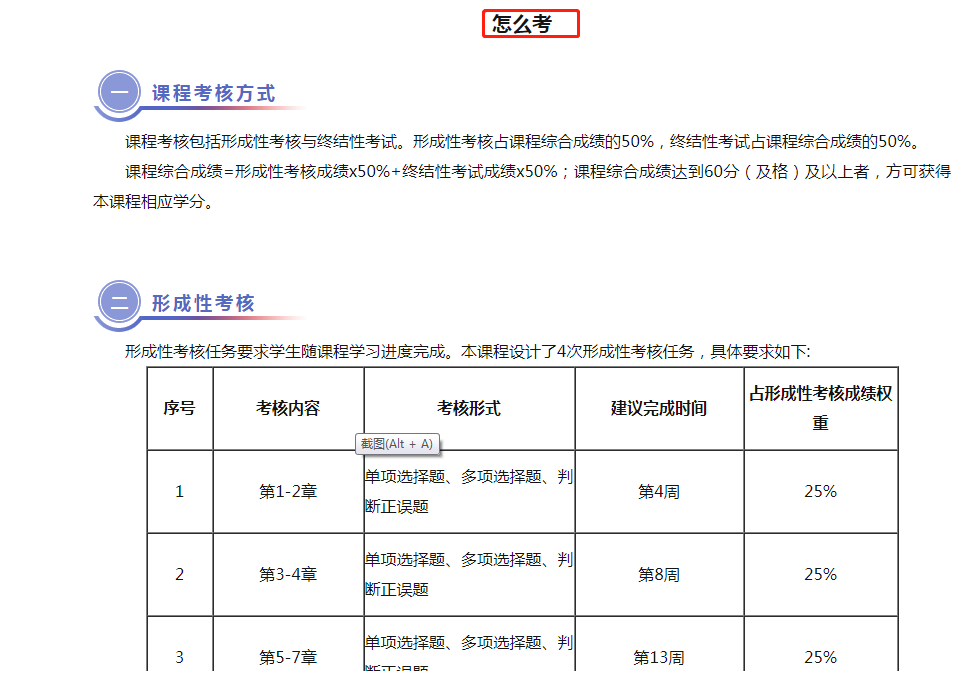 怎么考
一 课程考核方式
课程考核包括形成性考核与终结性考试。形成性考核占课程综合成绩的50%，终结性考试占课程综合成绩的50%。
课程综合成绩=形成性考核成绩x50%+终结性考试成绩x50%；课程综合成绩达到60分（及格）及以上者，方可获得
本课程相应学分。
二 形成性考核
形成性考核任务要求学生随课程学习进度完成。本课程设计了4次形成性考核任务，具体要求如下:
序号 考核内容 考核形式 建议完成时间 占形成性考核成绩权
重
截图(Alt + A)
1 第1-2章 单项选择题、多项选择题、判
断正误题 第4周 25%
2 第3-4章 单项选择题、多项选择题、判
断正误题 第8周 25%
3 第5-7章 单项选择题、多项选择题、判
断正误题 第13周 25%